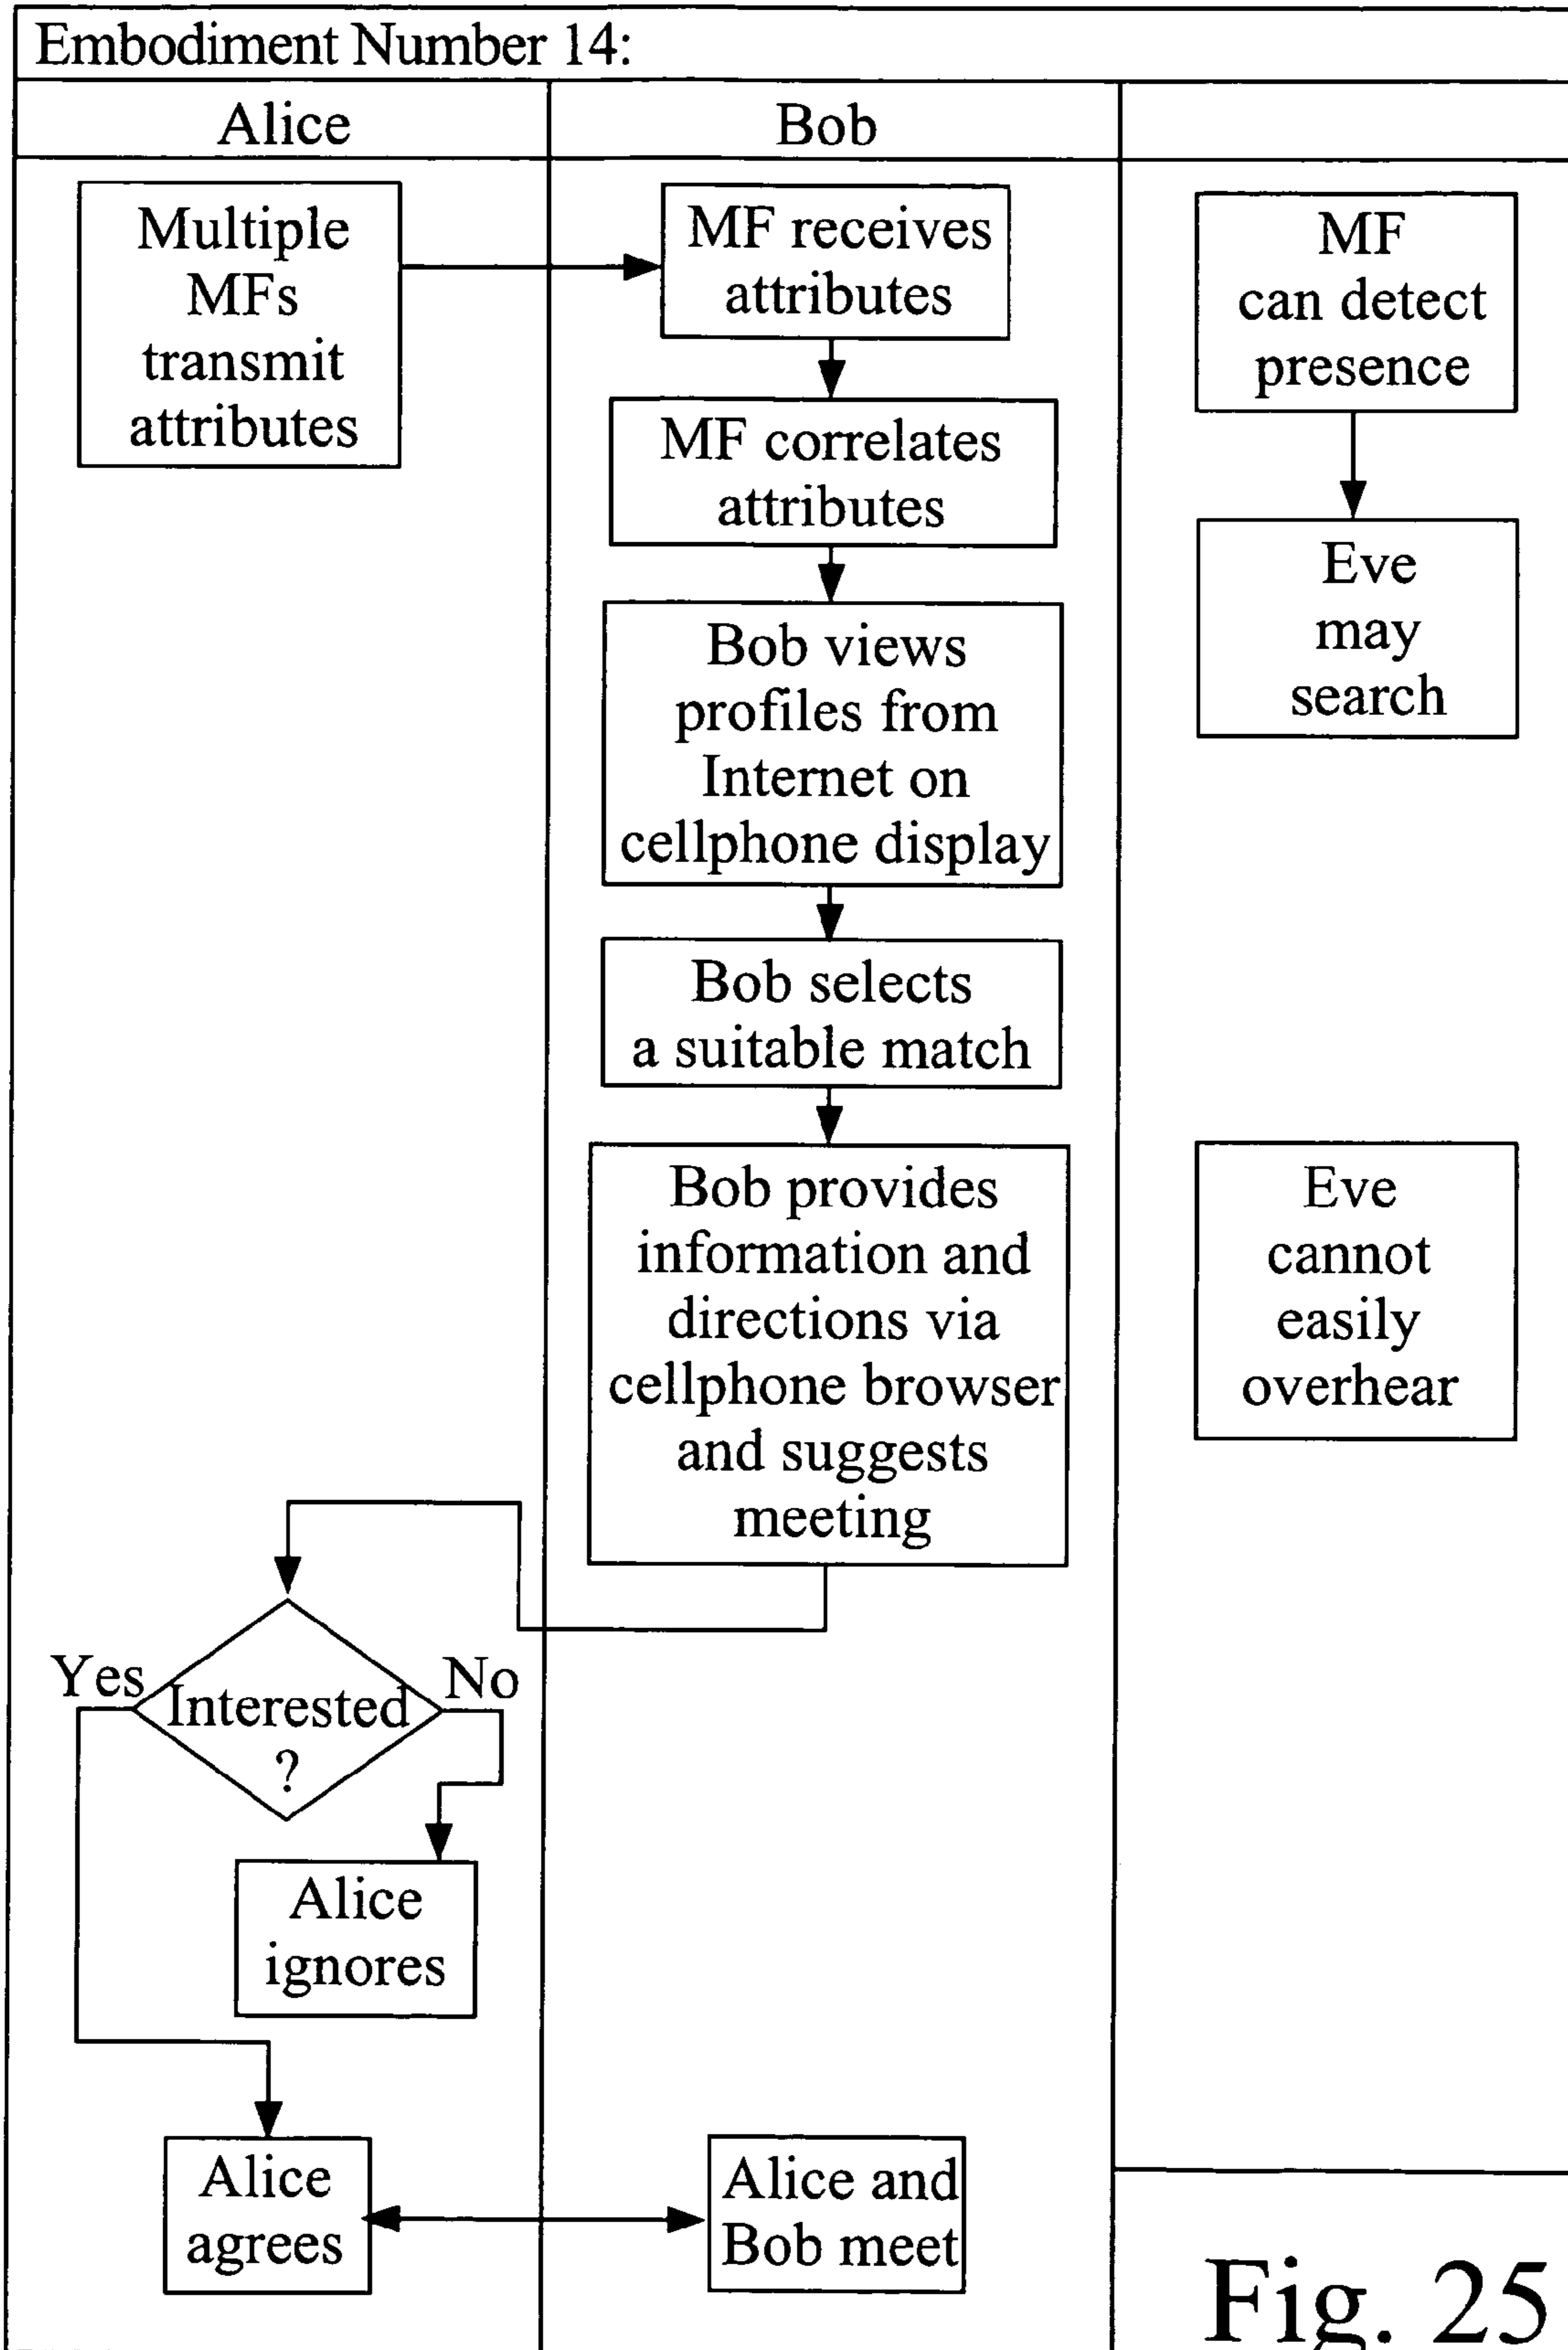 Embodiment Number 14:
Alice
Bob
Multiple
MFs
transmit
attributes
MF receives
attributes
MF
can detect
presence
MF correlates
attributes
Eve
may
search
Bob views
profiles from
Internet on
cellphone display
Bob selects
a suitable match
Bob provides
information and
directions via
cellphone browser
and suggests
meeting
Eve
cannot
easily
overhear
Yes
No
Interested
?
Alice
ignores
Alice
agrees
Alice and
Bob meet
Fig. 25